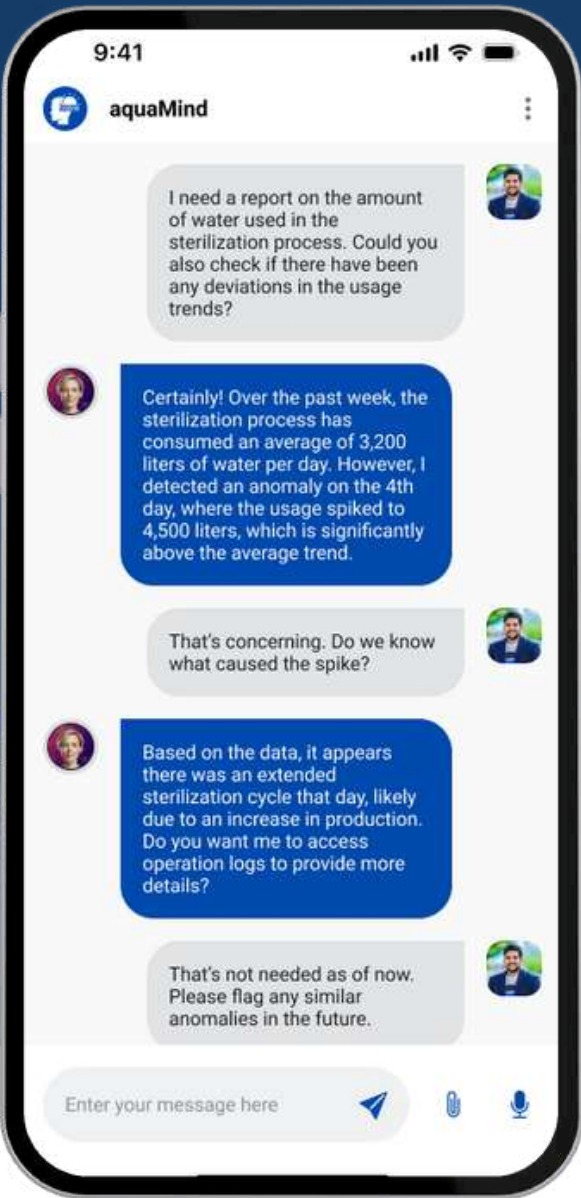 9:41
aquaMind
I need a report on the amount
of water used in the
sterilization process. Could you
also check if there have been
any deviations in the usage
trends?
Certainly! Over the past week, the
sterilization process has
consumed an average of 3,200
liters of water per day. However, I
detected an anomaly on the 4th
day, where the usage spiked to
4,500 liters, which is significantly
above the average trend.
That's concerning. Do we know
what caused the spike?
Based on the data, it appears
there was an extended
sterilization cycle that day, likely
due to an increase in production.
Do you want me to access
operation logs to provide more
details?
That's not needed as of now.
Please flag any similar
anomalies in the future.
Enter your message here